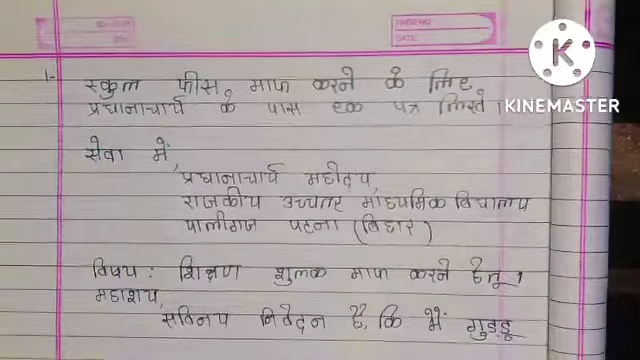 1- स्कुल फीस माफ करने के लिए
प्रधानाचार्य के पास एक पत्र लिखे।
KINEMASTER
सेवा में,
प्रधानाचार्य महोदय,
राजकीय उच्चतर माध्यमिक विद्यालय
पालीगंज पटना (बिहार)
विषय: शिक्षण शुल्क माफ करने हेतू।
महाशय,
सविनय निवेदन है, कि मैं गुड्डू